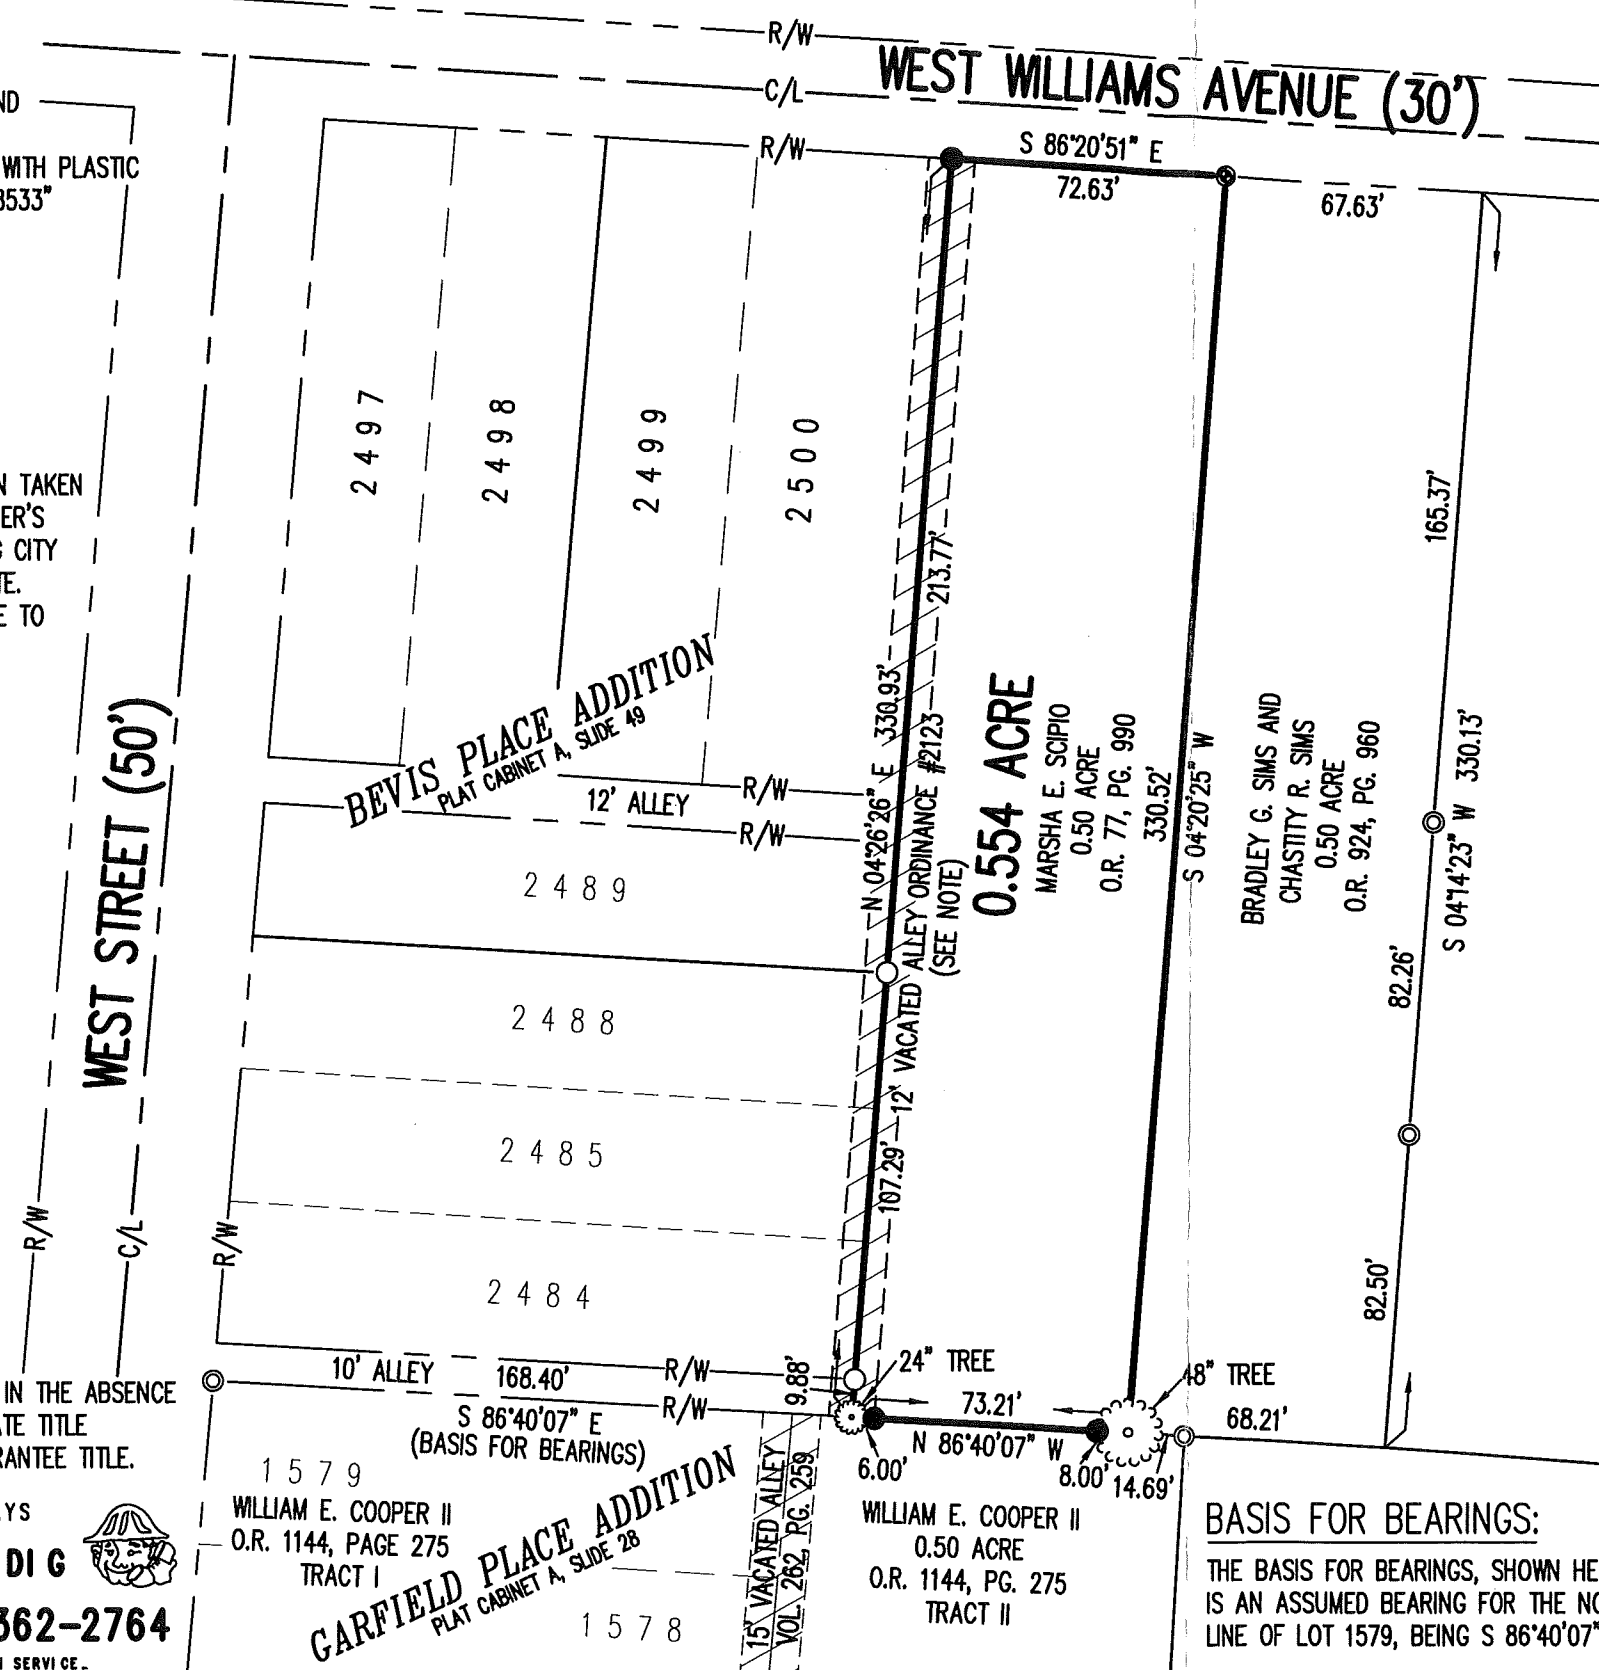 R/W
WEST WILLIAMS AVENUE (30')
C/L
R/W
S 86°20'51" E
72.63'
67.63'
ND
WITH PLASTIC
8533"
2497
2498
2499
2500
N TAKEN
ER'S
CITY
TE.
E TO
213.77'
165.37'
BEVIS PLACE ADDITION
PLAT CABINET A, SLIDE 49
WEST STREET (50')
12' ALLEY
R/W
R/W
N 04°26'26" E 330.93'
12' VACATED ALLEY ORDINANCE #2123
(SEE NOTE)
0.554 ACRE
MARSHA E. SCIPIO
0.50 ACRE
O.R. 77, PG. 990
330.52'
S 04°20'25" W
BRADLEY G. SIMS AND
CHASTITY R. SIMS
0.50 ACRE
O.R. 924, PG. 960
S 04°14'23" W 330.13'
82.26'
2489
2488
2485
2484
107.29'
82.50'
R/W
C/L
R/W
10' ALLEY
168.40'
R/W
R/W
S 86°40'07" E
(BASIS FOR BEARINGS)
9.88'
24" TREE
73.21'
N 86°40'07" W
48" TREE
68.21'
6.00'
8.00'
14.69'
IN THE ABSENCE
ATE TITLE
RANTEE TITLE.
YS
DIG
362-2764
SERVICE.
1579
WILLIAM E. COOPER II
O.R. 1144, PAGE 275
TRACT I
GARFIELD PLACE ADDITION
PLAT CABINET A, SLIDE 28
1578
15' VACATED ALLEY
VOL. 262 PG. 259
WILLIAM E. COOPER II
0.50 ACRE
O.R. 1144, PG. 275
TRACT II
BASIS FOR BEARINGS:
THE BASIS FOR BEARINGS, SHOWN HE
IS AN ASSUMED BEARING FOR THE NO
LINE OF LOT 1579, BEING S 86°40'07"